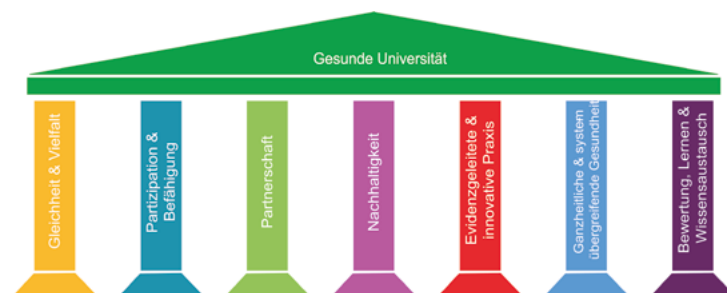 Gesunde Universität
Gleichheit & Vielfalt
Partizipation &
Befähigung
Partnerschaft
Nachhaltigkeit
Evidenzgeleitete &
innovative Praxis
Ganzheitliche & system
übergreifende Gesundheit
Bewertung, Lernen &
Wissensaustausch